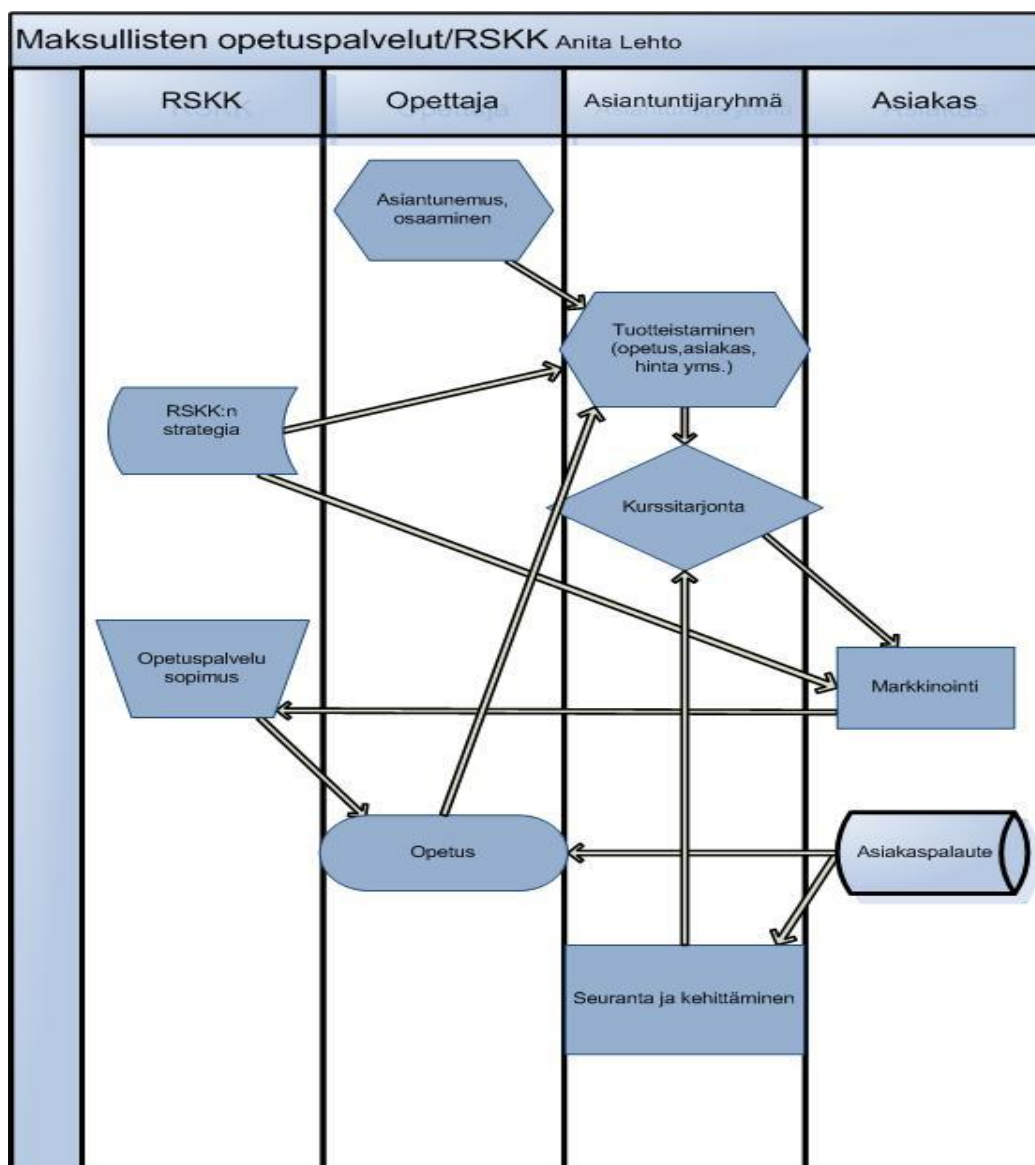 Maksullisten opetuspalvelut/RSKK Anita Lehto
RSKK
Opettaja
Asiantuntijaryhmä
Asiakas
Asiantunemus,
osaaminen
Tuotteistaminen
(opetus,asiakas,
hinta yms.)
RSKK:n
strategia
Kurssitarjonta
Opetuspalvelu
sopimus
Markkinointi
Opetus
Asiakaspalaute
Seuranta ja kehittäminen